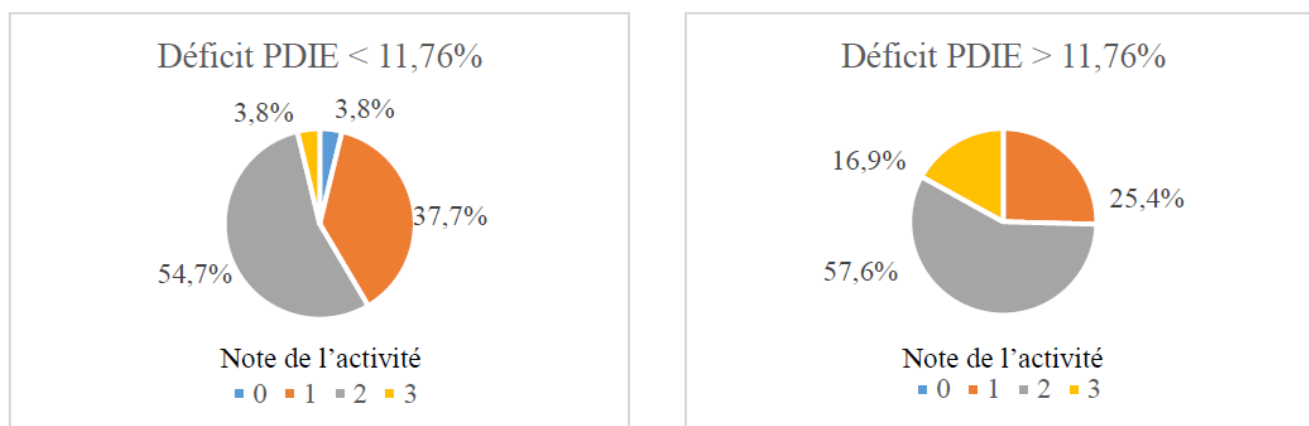 Déficit PDIE < 11,76%
3,8%
3,8%
37,7%
54,7%
Note de l’activité
0 1 2 3
Déficit PDIE > 11,76%
16,9%
25,4%
57,6%
Note de l’activité
0 1 2 3